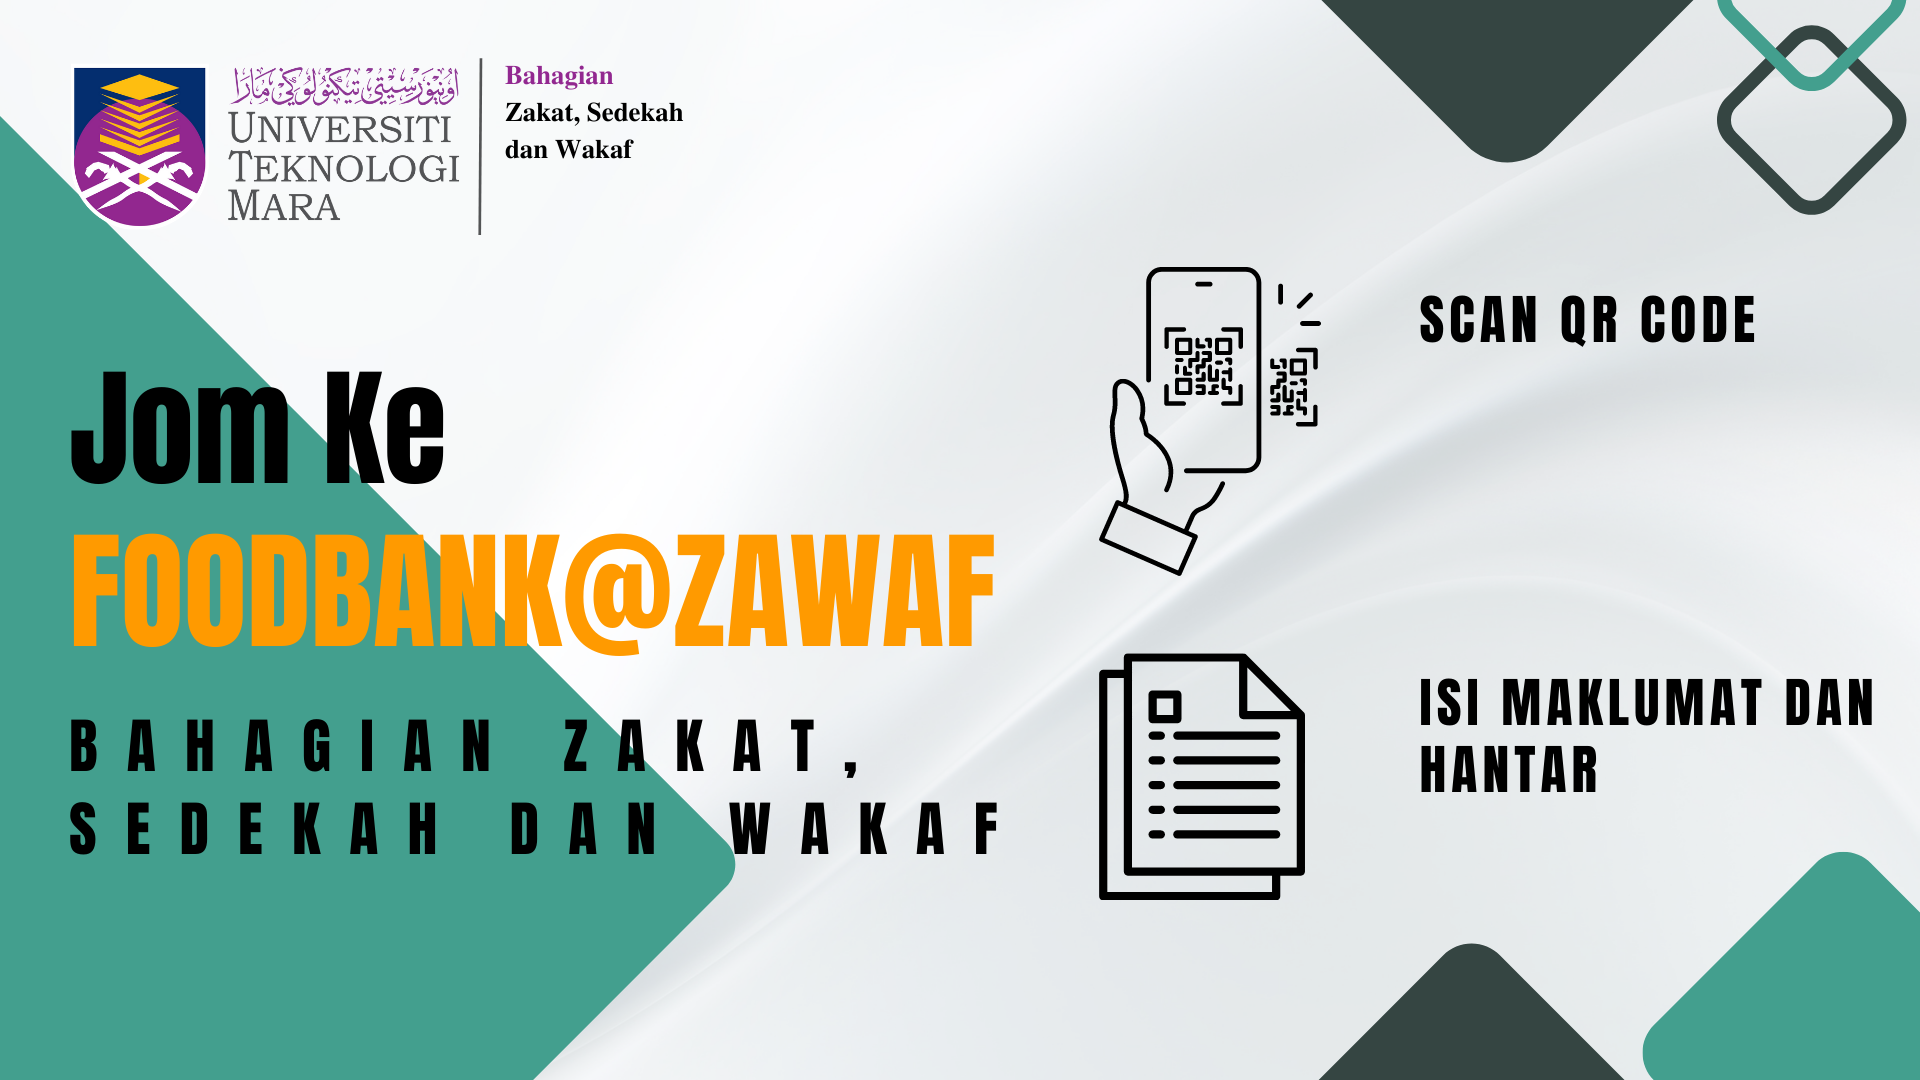 اونيۏرسيتي تيكنولوݢي مارا
UNIVERSITI
TEKNOLOGI
MARA
Bahagian
Zakat, Sedekah
dan Wakaf
Jom Ke
FOODBANK@ZAWAF
BAHAGIAN ZAKAT,
SEDEKAH DAN WAKAF
SCAN QR CODE
ISI MAKLUMAT DAN
HANTAR